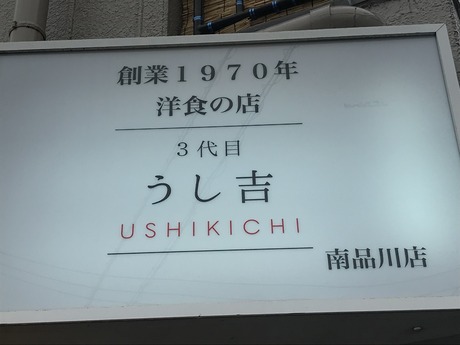 創業１９７０年
洋食の店
３代目
うし吉
USHIKICHI
南品川店